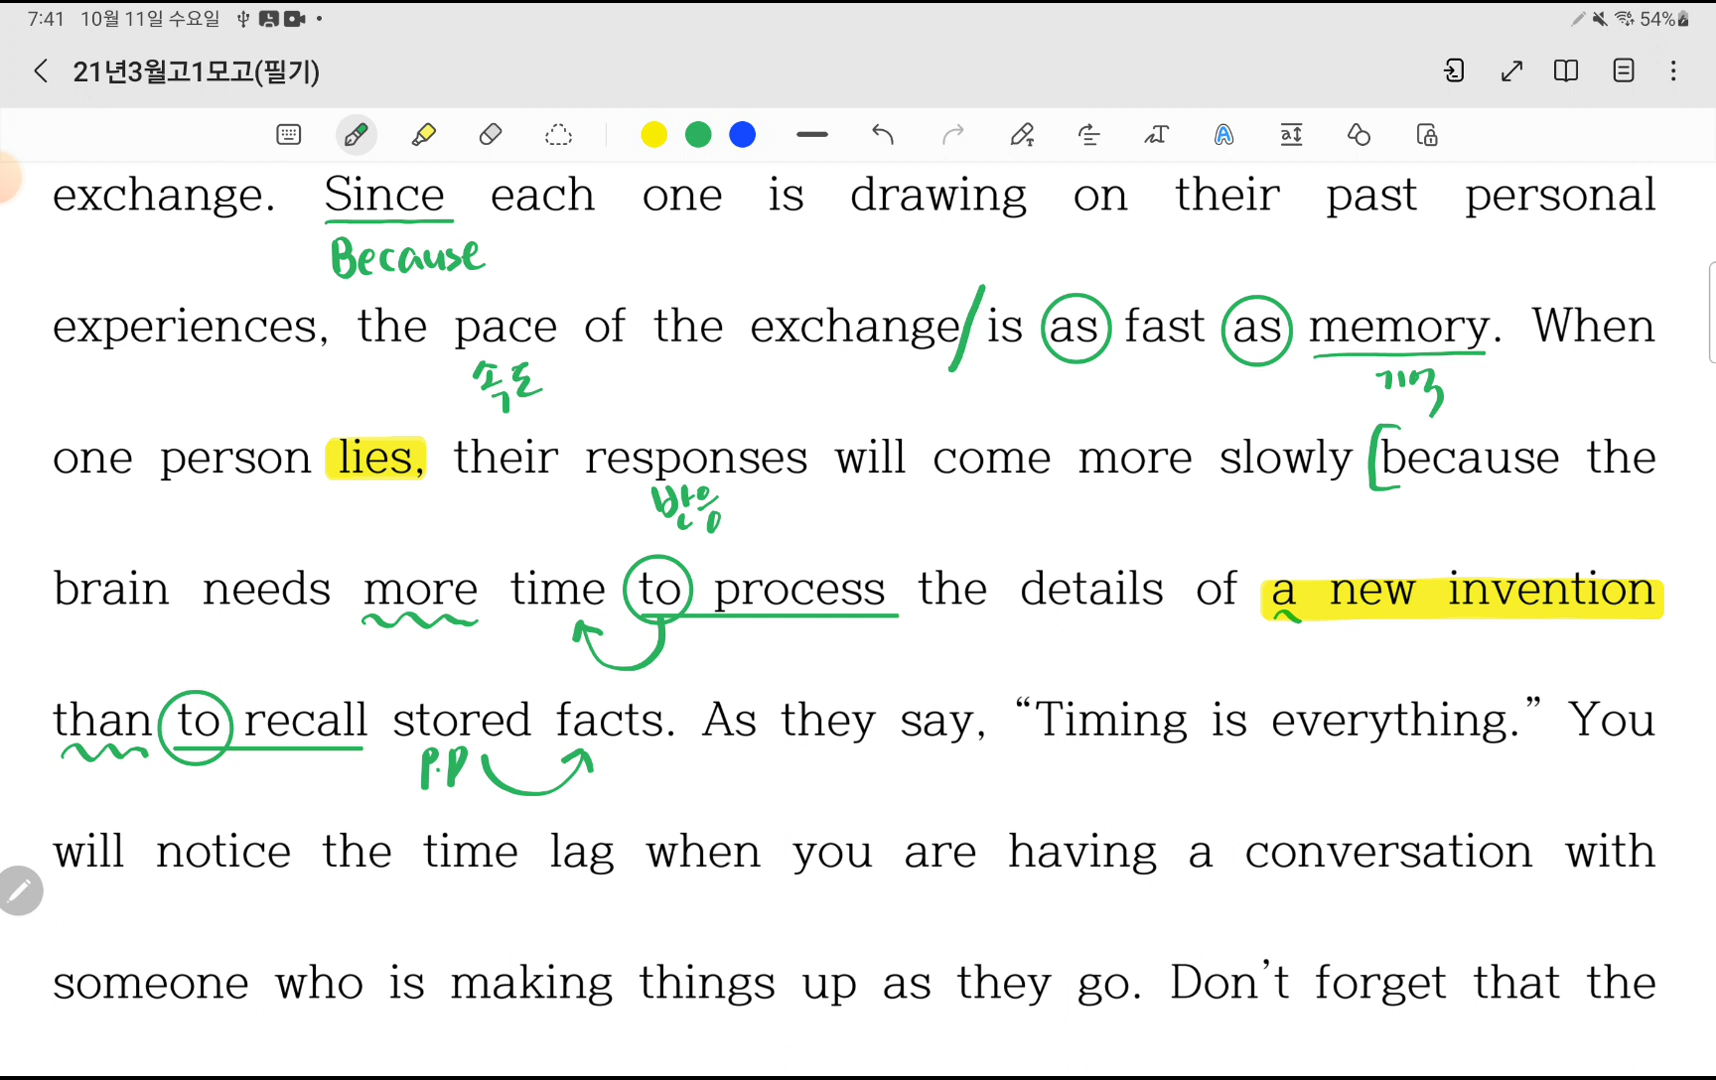 7:41 10월 11일 수요일 54%
21년3월고1모고(필기)
exchange. Since each one is drawing on their past personal
Because
experiences, the pace of the exchange/is as fast as memory. When
속도 기억
one person lies, their responses will come more slowly [because the
반응
brain needs more time to process the details of a new invention
than to recall stored facts. As they say, “Timing is everything.” You
P.P
will notice the time lag when you are having a conversation with
someone who is making things up as they go. Don’t forget that the